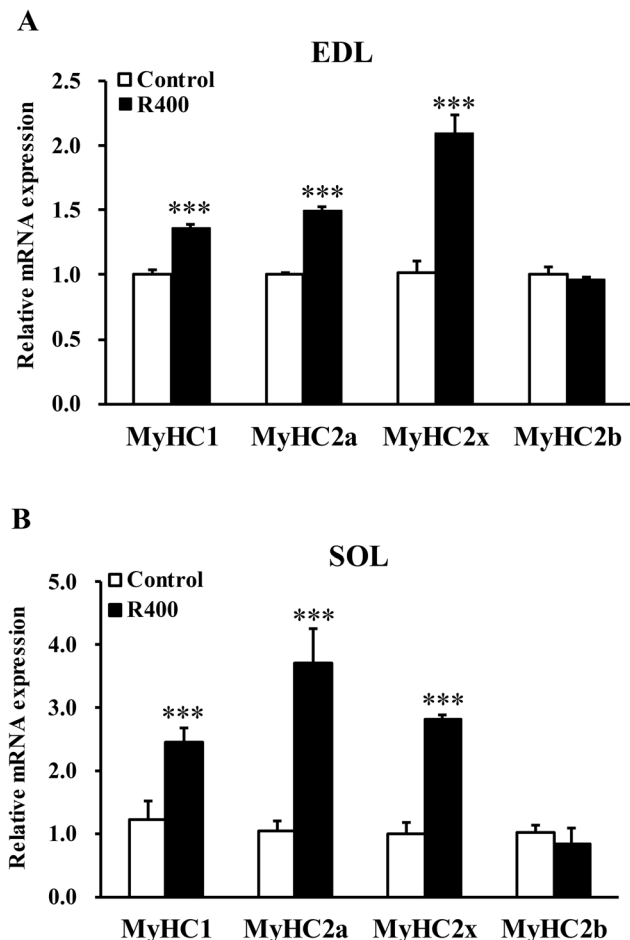 A
EDL
Control
R400
Relative mRNA expression
2.5
2.0
1.5
1.0
0.5
0.0
***
***
***
MyHC1 MyHC2a MyHC2x MyHC2b
B
SOL
Control
R400
Relative mRNA expression
5.0
4.0
3.0
2.0
1.0
0.0
***
***
***
MyHC1 MyHC2a MyHC2x MyHC2b